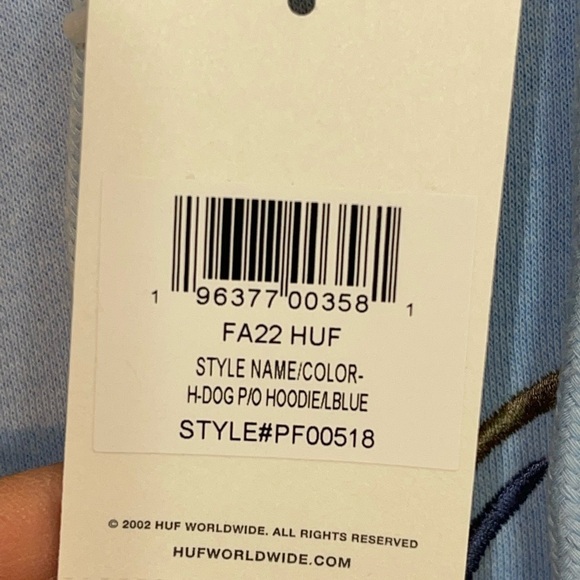 1 96377 00358 1
FA22 HUF
STYLE NAME/COLOR-
H-DOG P/O HOODIE/LBLUE
STYLE#PF00518
© 2002 HUF WORLDWIDE. ALL RIGHTS RESERVED
HUFWORLDWIDE.COM